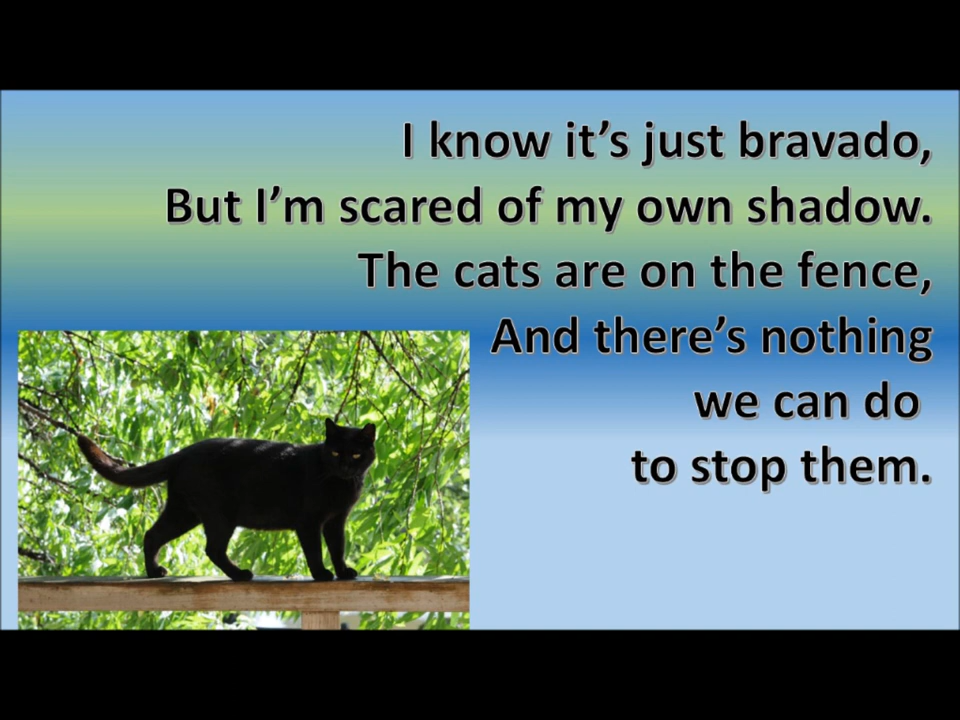 I know it’s just bravado,
But I’m scared of my own shadow.
The cats are on the fence,
And there’s nothing
we can do
to stop them.